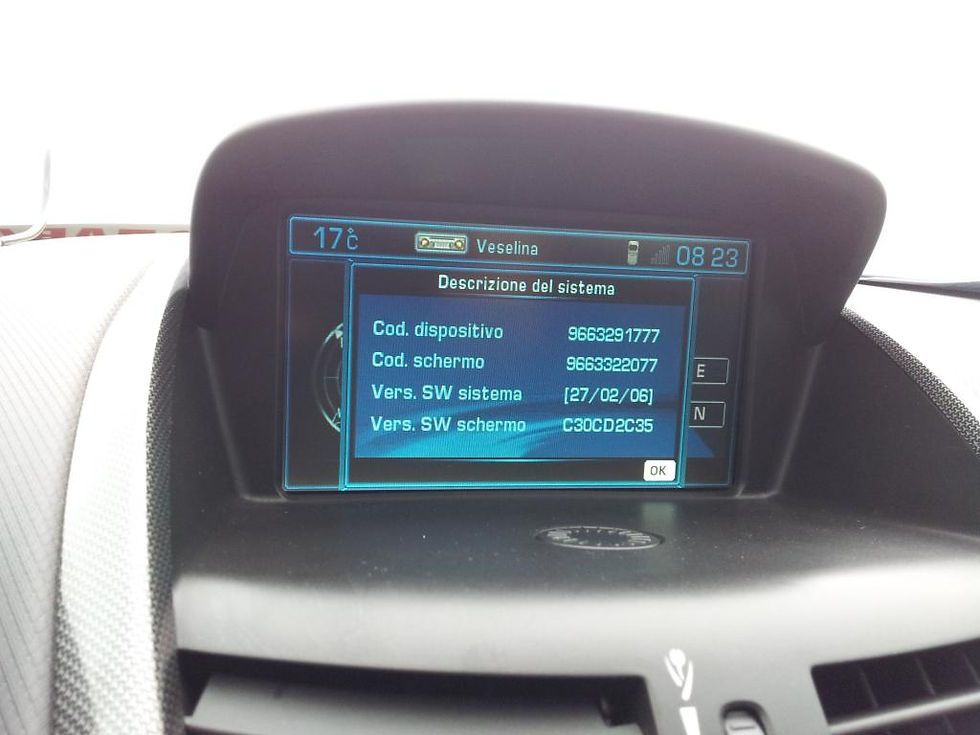 17°C Veselina 08 23
Descrizione del sistema
Cod. dispositivo 9663291777
Cod. schermo 9663322077
E
Vers. SW sistema [27/02/06]
N
Vers. SW schermo C30CD2C35
OK